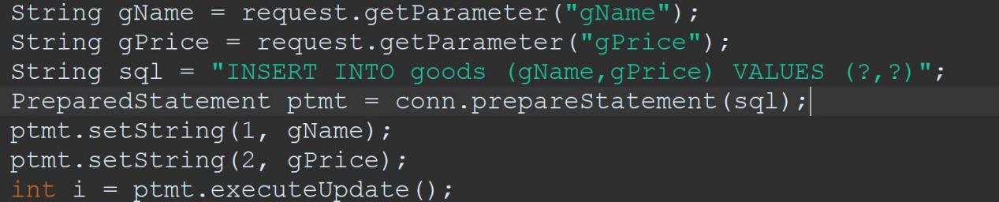 String gName = request.getParameter("gName");
String gPrice = request.getParameter("gPrice");
String sql = "INSERT INTO goods (gName,gPrice) VALUES (?,?)";
PreparedStatement ptmt = conn.prepareStatement(sql);
ptmt.setString(1, gName);
ptmt.setString(2, gPrice);
int i = ptmt.executeUpdate();